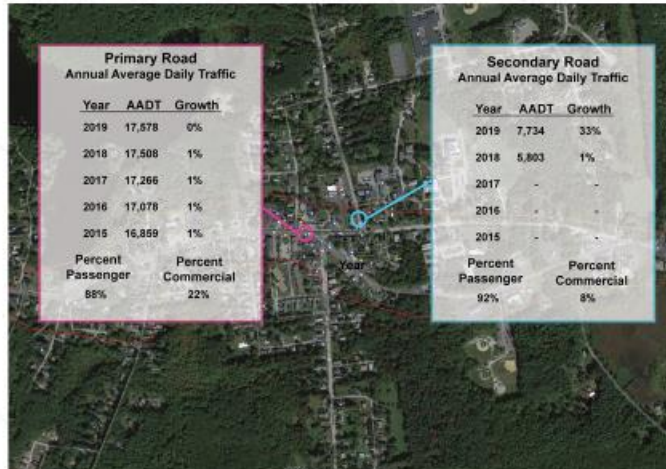 Primary Road
Annual Average Daily Traffic
Year AADT Growth
2019 17,578 0%
2018 17,508 1%
2017 17,266 1%
2016 17,078 1%
2015 16,859 1%
Percent Passenger
88%
Percent Commercial
22%
Year
Secondary Road
Annual Average Daily Traffic
Year AADT Growth
2019 7,734 33%
2018 5,803 1%
2017 - -
2016 - -
2015 - -
Percent Passenger
92%
Percent Commercial
8%